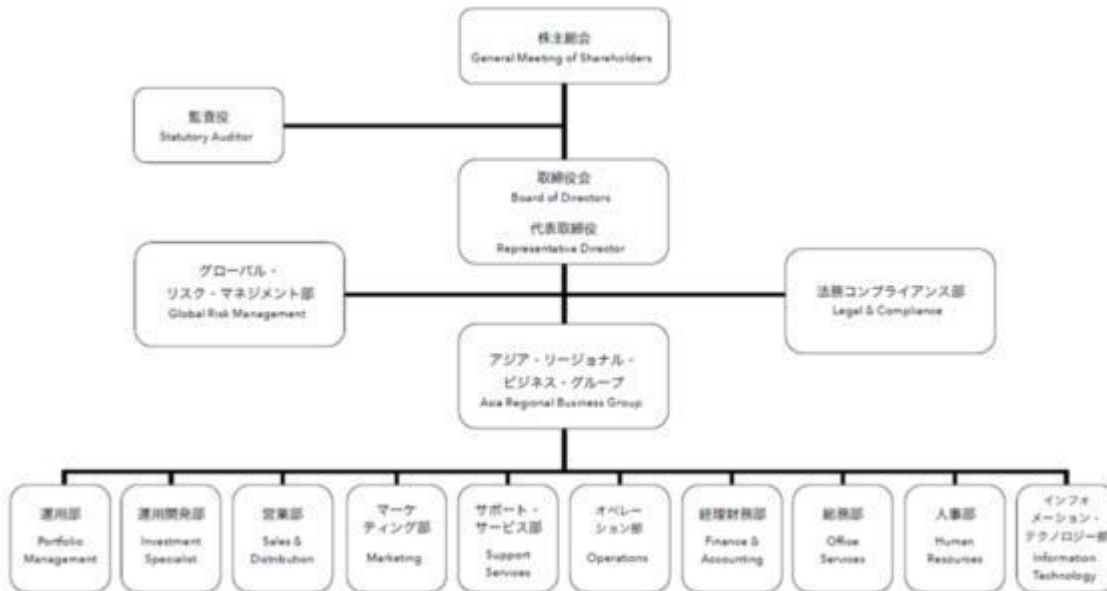 株主総会
General Meeting of Shareholders
監査役
Statutory Auditor
取締役会
Board of Directors
代表取締役
Representative Director
グローバル・
リスク・マネジメント部
Global Risk Management
法務コンプライアンス部
Legal & Compliance
アジア・リージョナル・
ビジネス・グループ
Asia Regional Business Group
運用部
Portfolio
Management
運用開発部
Investment
Specialist
営業部
Sales &
Distribution
マーケ
ティング部
Marketing
サポート・
サービス部
Support
Services
オペレー
ション部
Operations
経理財務部
Finance &
Accounting
総務部
Office
Services
人事部
Human
Resources
インフォ
メーション・
テクノロジー部
Information
Technology